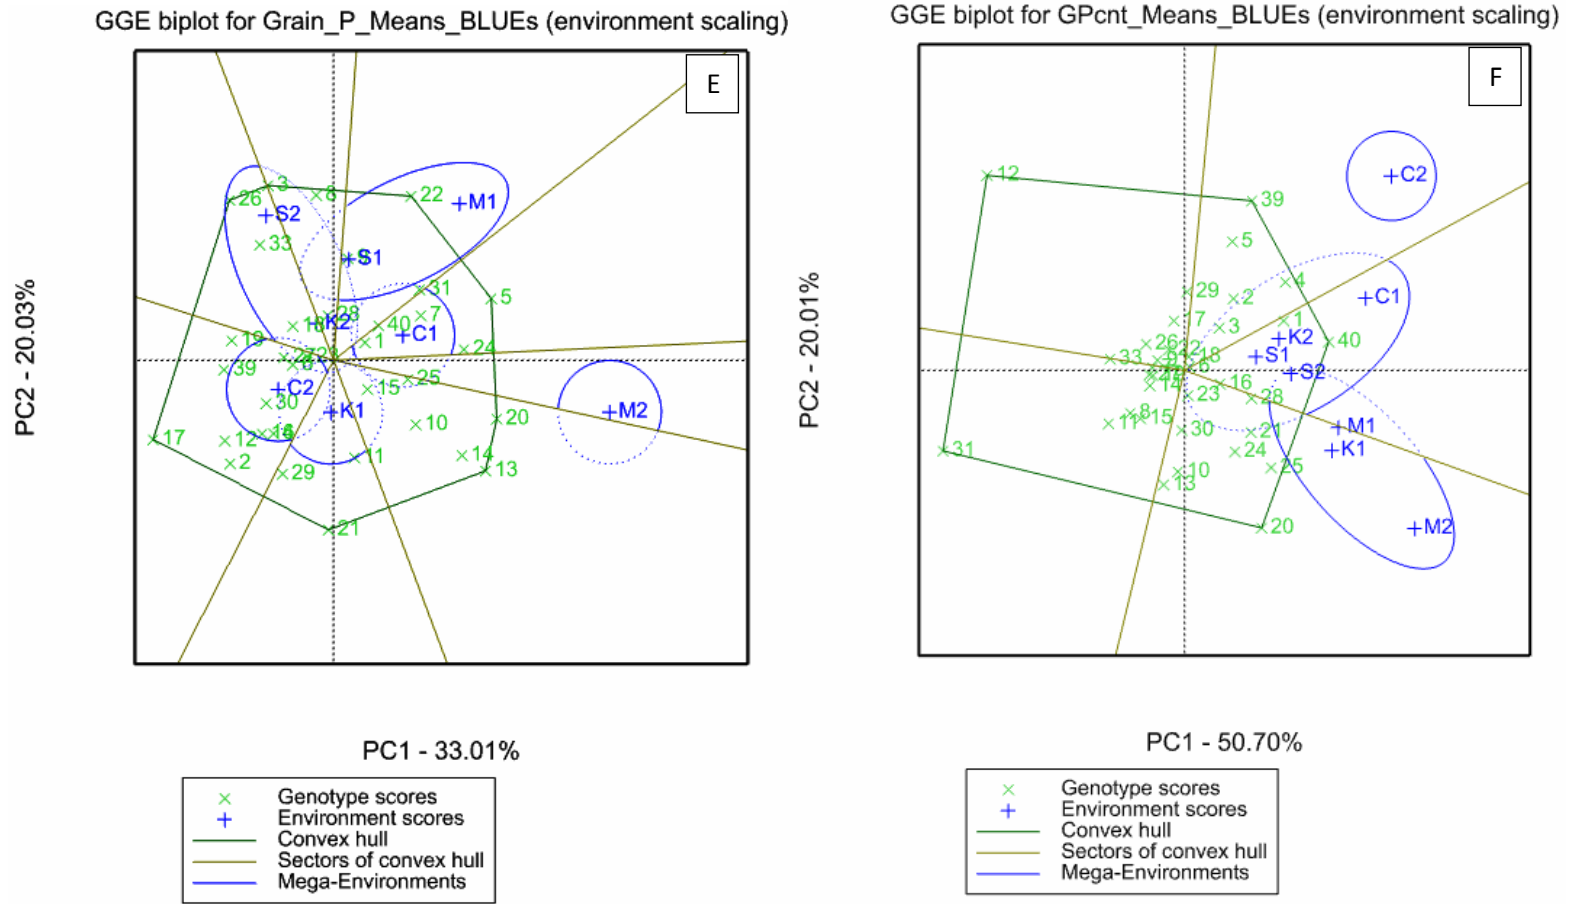 GGE biplot for Grain_P_Means_BLUEs (environment scaling)
E
3
26
8
22
S2
M1
33
S1
31
5
28
7
K2
40
C1
19
1
24
39
25
15
C2
M2
30
K1
10
20
17
12
11
14
2
13
29
21
PC2 - 20.03%
PC1 - 33.01%
Genotype scores
Environment scores
Convex hull
Sectors of convex hull
Mega-Environments
GGE biplot for GPcnt_Means_BLUEs (environment scaling)
F
12
C2
39
5
4
29
2
C1
7
3
1
K2
26
40
33
18
S1
6
S2
14
16
23
28
8
11
15
M1
30
21
K1
31
24
10
25
13
20
M2
PC2 - 20.01%
PC1 - 50.70%
Genotype scores
Environment scores
Convex hull
Sectors of convex hull
Mega-Environments